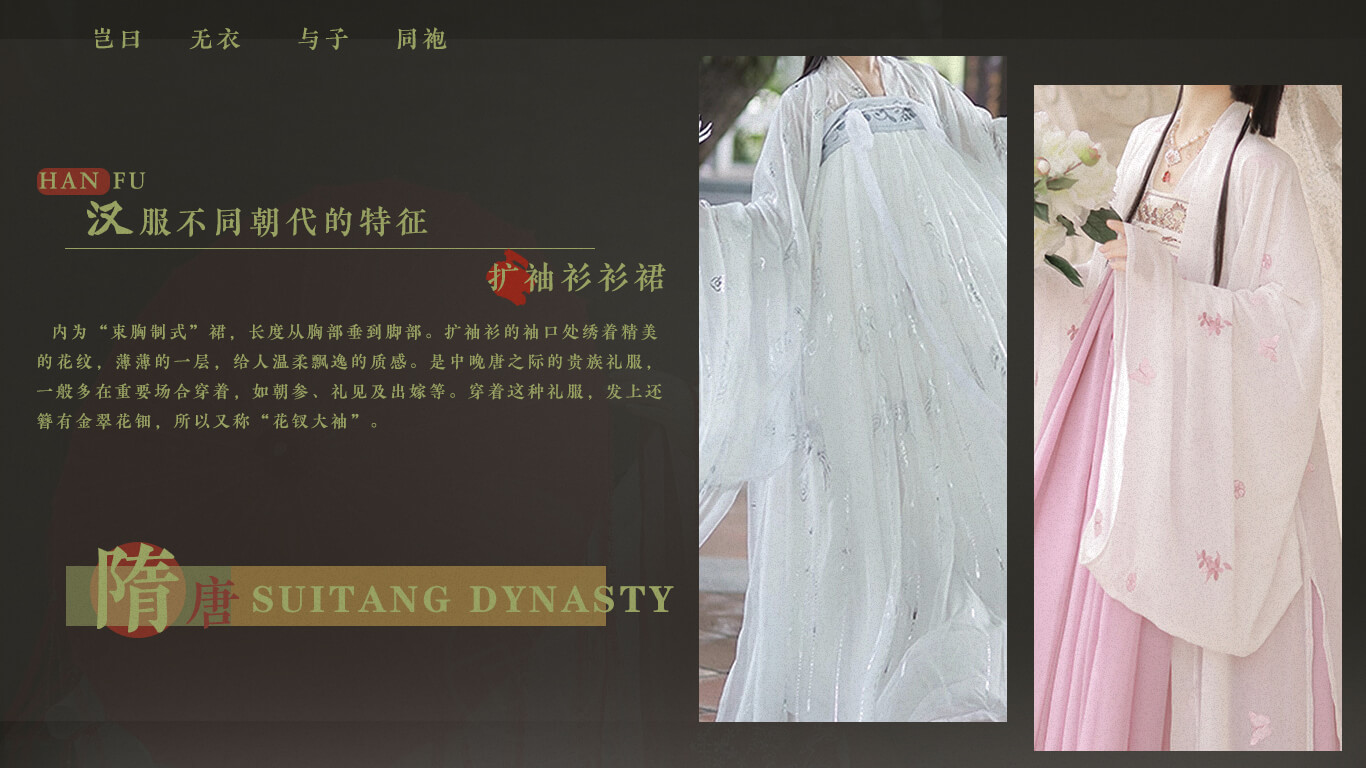 岂曰 无衣 与子 同袍
HAN FU
汉服不同朝代的特征
扩袖衫衫裙
内为“束胸制式”裙，长度从胸部垂到脚部。扩袖衫的袖口处绣着精美
的花纹，薄薄的一层，给人温柔飘逸的质感。是中晚唐之际的贵族礼服，
一般多在重要场合穿着，如朝参、礼见及出嫁等。穿着这种礼服，发上还
簪有金翠花钿，所以又称“花钗大袖”。
隋唐 SUITANG DYNASTY